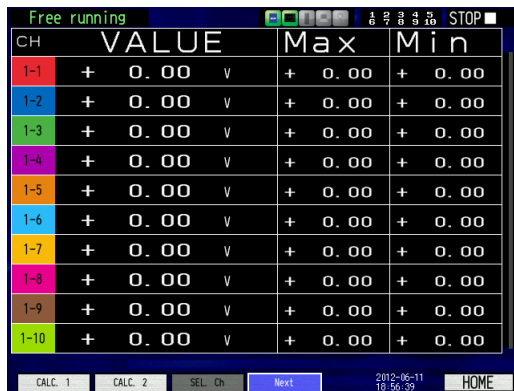 Free running 1 2 3 4 5 STOP
6 7 8 9 10
CH VALUE Max Min
1-1 + 0.00 V + 0.00 + 0.00
1-2 + 0.00 V + 0.00 + 0.00
1-3 + 0.00 V + 0.00 + 0.00
1-4 + 0.00 V + 0.00 + 0.00
1-5 + 0.00 V + 0.00 + 0.00
1-6 + 0.00 V + 0.00 + 0.00
1-7 + 0.00 V + 0.00 + 0.00
1-8 + 0.00 V + 0.00 + 0.00
1-9 + 0.00 V + 0.00 + 0.00
1-10 + 0.00 V + 0.00 + 0.00
CALC. 1 CALC. 2 SEL. Ch Next 2012-06-11 HOME
18:56:39